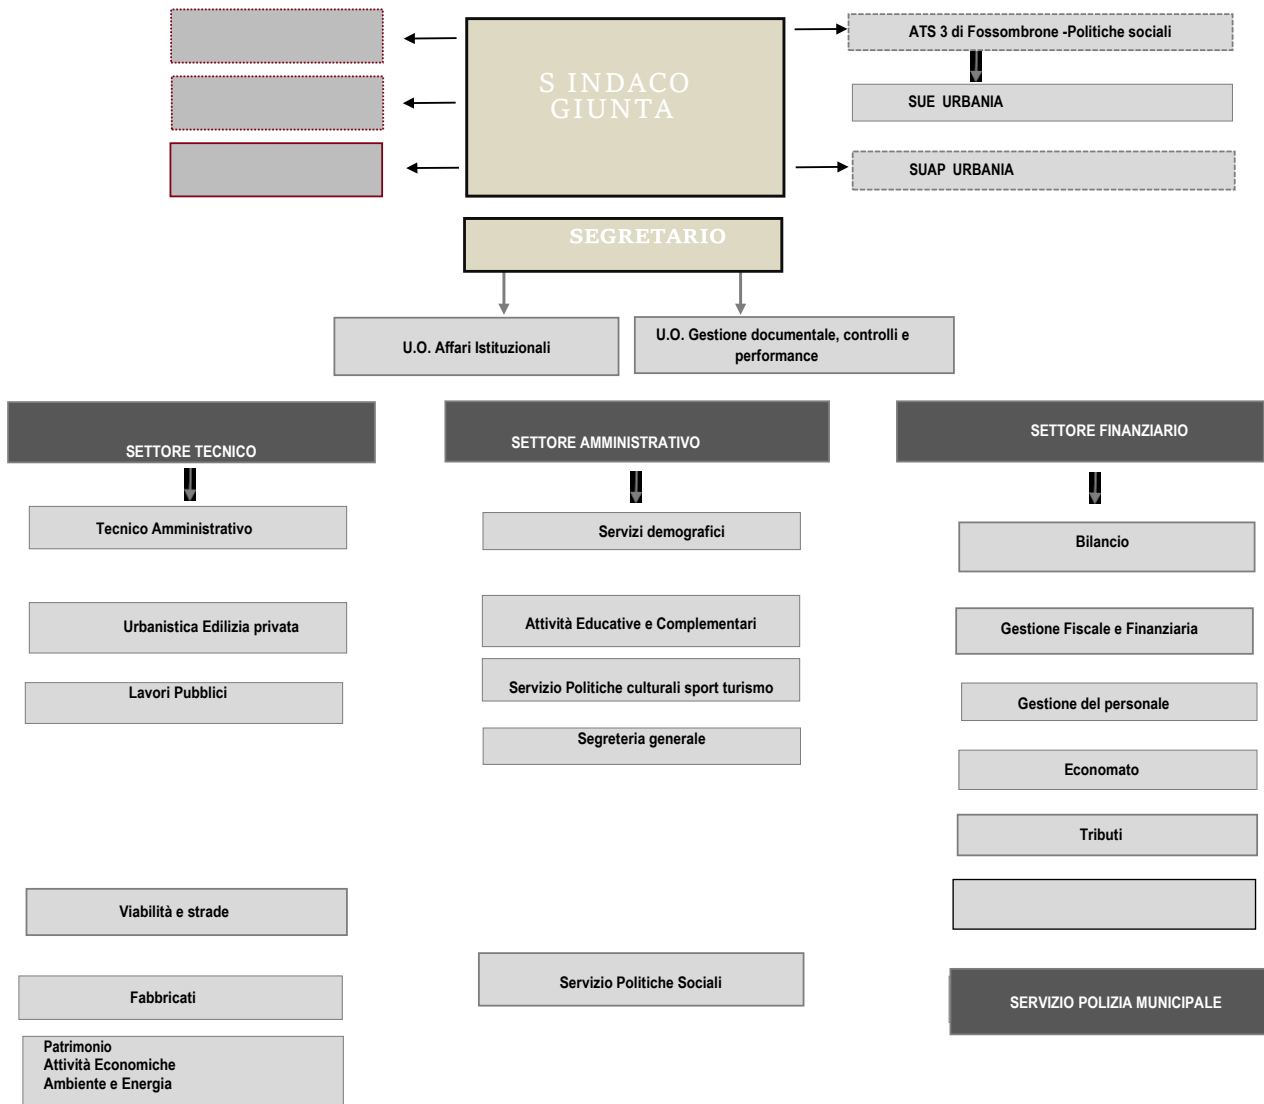 S INDACO
GIUNTA
ATS 3 di Fossombrone -Politiche sociali
SUE URBANIA
SUAP URBANIA
SEGRETARIO
U.O. Affari Istituzionali
U.O. Gestione documentale, controlli e
performance
SETTORE TECNICO
Tecnico Amministrativo
Urbanistica Edilizia privata
Lavori Pubblici
Viabilità e strade
Fabbricati
Patrimonio
Attività Economiche
Ambiente e Energia
SETTORE AMMINISTRATIVO
Servizi demografici
Attività Educative e Complementari
Servizio Politiche culturali sport turismo
Segreteria generale
Servizio Politiche Sociali
SETTORE FINANZIARIO
Bilancio
Gestione Fiscale e Finanziaria
Gestione del personale
Economato
Tributi
SERVIZIO POLIZIA MUNICIPALE